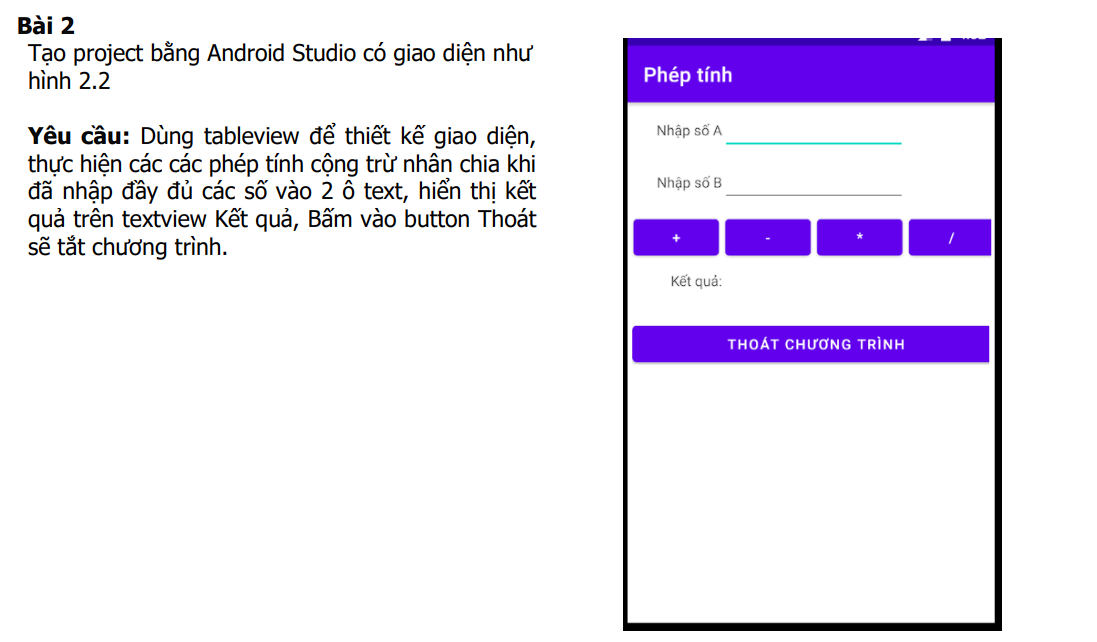 Bài 2
Tạo project bằng Android Studio có giao diện như
hình 2.2
Yêu cầu: Dùng tableview để thiết kế giao diện,
thực hiện các các phép tính cộng trừ nhân chia khi
đã nhập đầy đủ các số vào 2 ô text, hiển thị kết
quả trên textview Kết quả, Bấm vào button Thoát
sẽ tắt chương trình.
Phép tính
Nhập số A
Nhập số B
+ - * /
Kết quả:
THOÁT CHƯƠNG TRÌNH